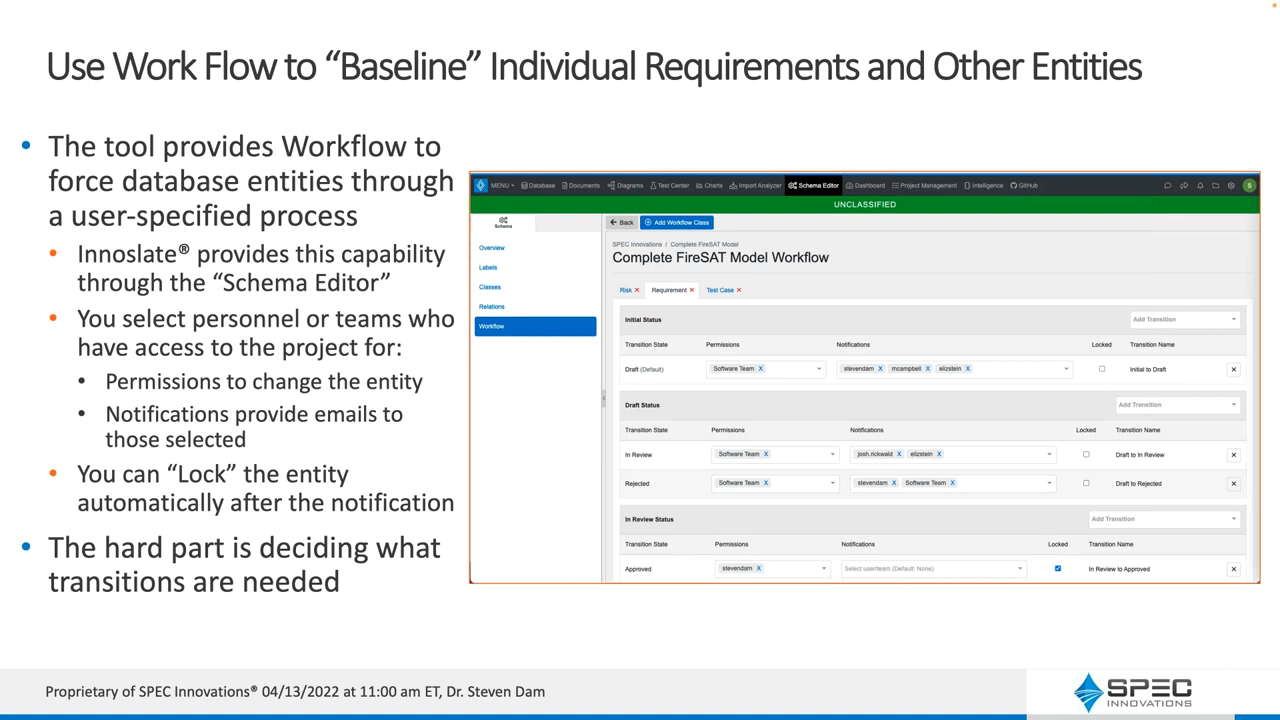 Use Work Flow to “Baseline” Individual Requirements and Other Entities
• The tool provides Workflow to
force database entities through
a user-specified process
• Innoslate® provides this capability
through the “Schema Editor”
• You select personnel or teams who
have access to the project for:
• Permissions to change the entity
• Notifications provide emails to
those selected
• You can “Lock” the entity
automatically after the notification
• The hard part is deciding what
transitions are needed
MENU Database Documents Diagrams Test Center Charts Import Analyzer Schema Editor Dashboard Project Management Intelligence GitHub S
UNCLASSIFIED
Schema
Overview
Labels
Classes
Relations
Workflow
Back Add Workflow Class
SPEC Innovations / Complete FireSAT Model
Complete FireSAT Model Workflow
Risk × Requirement × Test Case ×
Initial Status Add Transition
Transition State Permissions Notifications Locked Transition Name
Draft (Default) Software Team X stevendam X mcampbell X elizstein X Initial to Draft ×
Draft Status Add Transition
Transition State Permissions Notifications Locked Transition Name
In Review Software Team X josh.rickwald X elizstein X Draft to In Review ×
Rejected Software Team X stevendam X Software Team X Draft to Rejected ×
In Review Status Add Transition
Transition State Permissions Notifications Locked Transition Name
Approved stevendam X Select user/team (Default: None) In Review to Approved ×
Proprietary of SPEC Innovations® 04/13/2022 at 11:00 am ET, Dr. Steven Dam
SPEC
INNOVATIONS